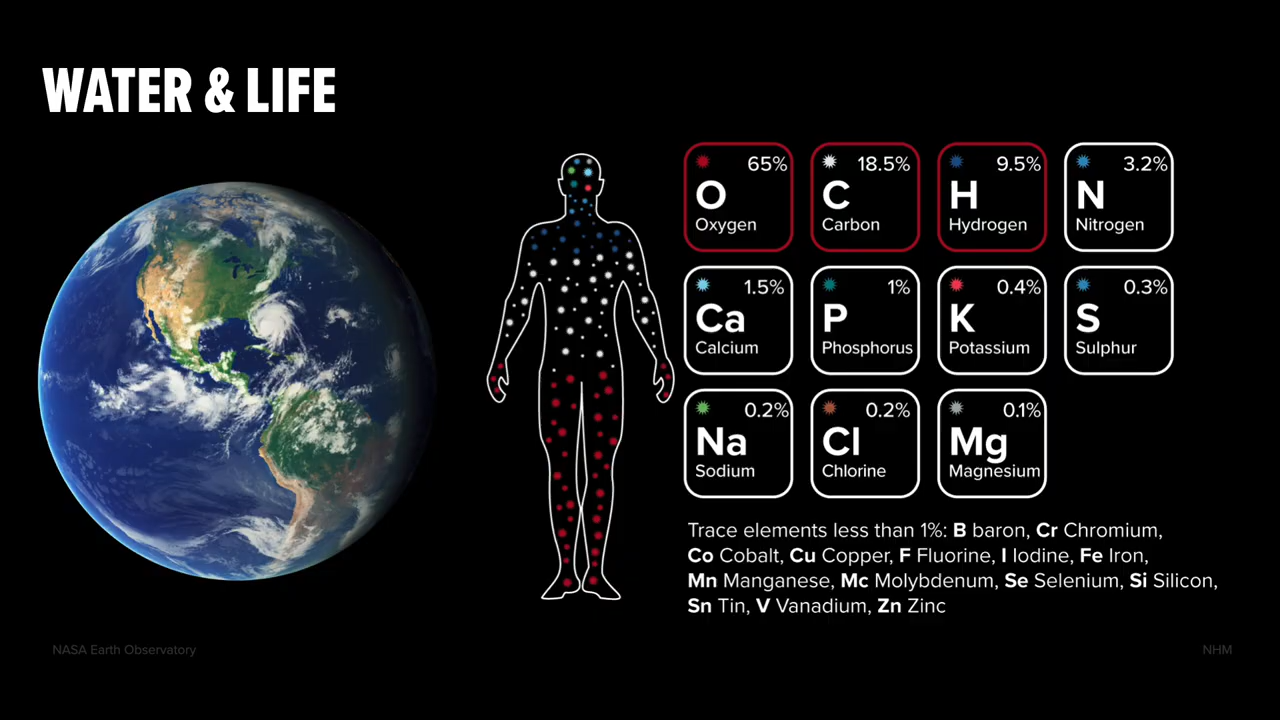 WATER & LIFE
65%
O
Oxygen
18.5%
C
Carbon
9.5%
H
Hydrogen
3.2%
N
Nitrogen
1.5%
Ca
Calcium
1%
P
Phosphorus
0.4%
K
Potassium
0.3%
S
Sulphur
0.2%
Na
Sodium
0.2%
Cl
Chlorine
0.1%
Mg
Magnesium
Trace elements less than 1%: B baron, Cr Chromium,
Co Cobalt, Cu Copper, F Fluorine, I Iodine, Fe Iron,
Mn Manganese, Mc Molybdenum, Se Selenium, Si Silicon,
Sn Tin, V Vanadium, Zn Zinc
NASA Earth Observatory
NHM